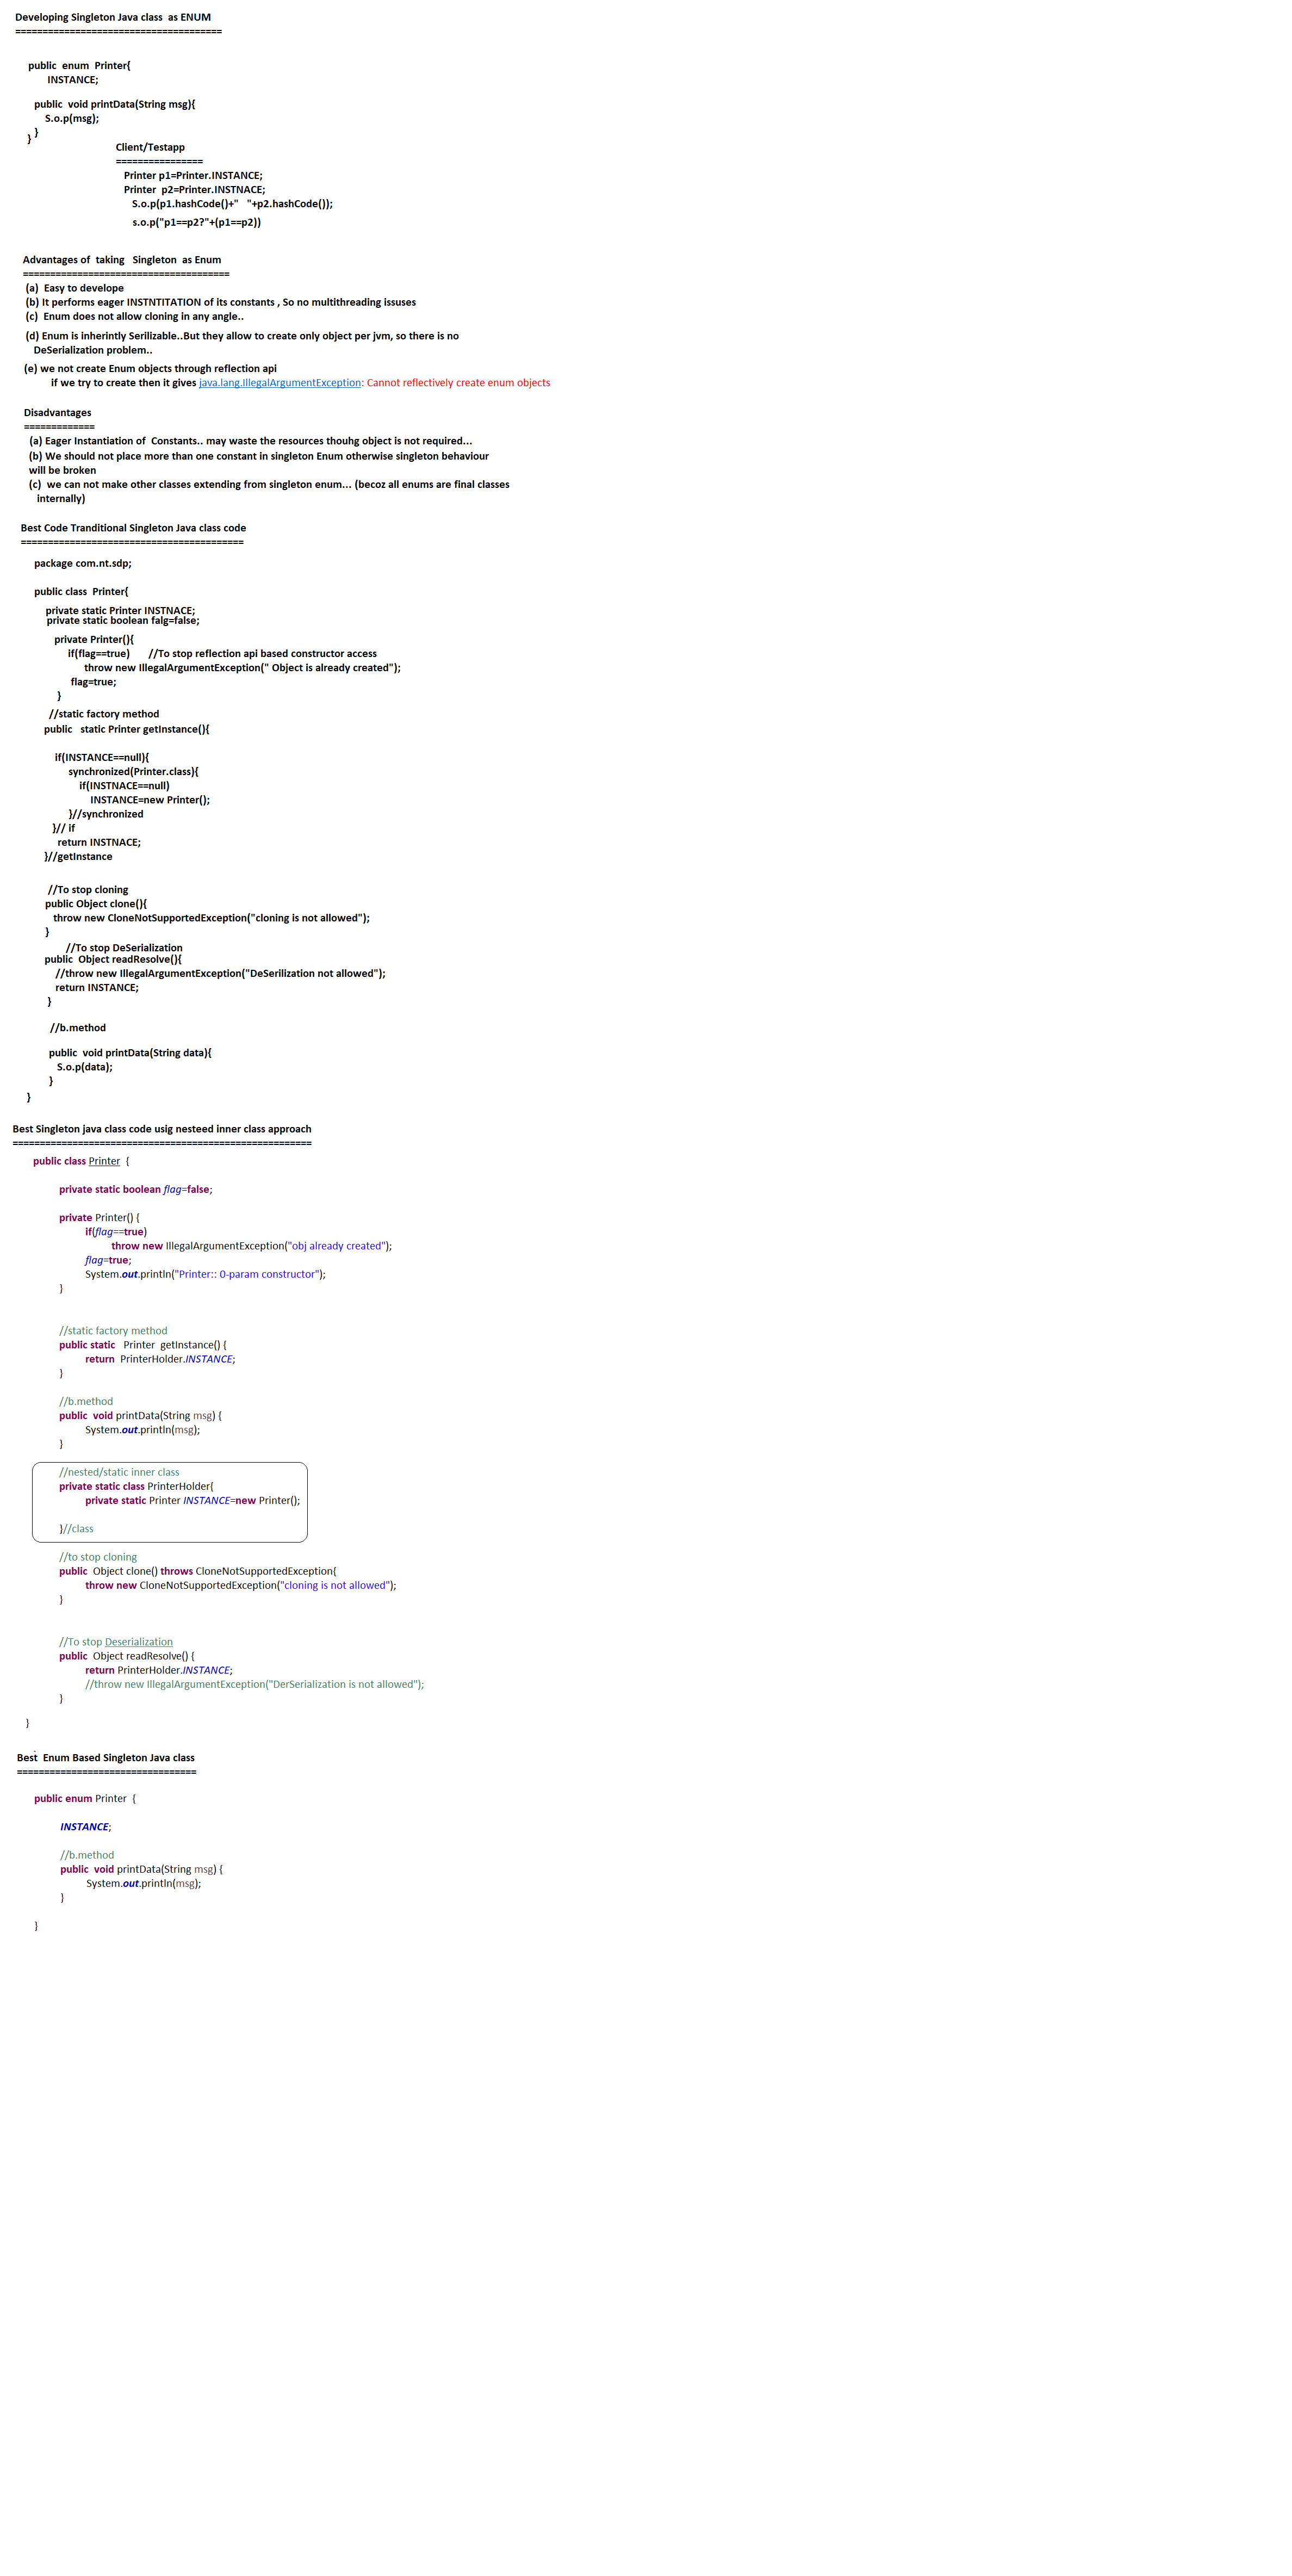 Developing Singleton Java class  as ENUM
======================================
public  enum  Printer{
INSTANCE;
public  void printData(String msg){
S.o.p(msg);
}
}
Client/Testapp
================
Printer p1=Printer.INSTANCE;
Printer  p2=Printer.INSTNACE;
S.o.p(p1.hashCode()+"   "+p2.hashCode());
s.o.p("p1==p2?"+(p1==p2))
Advantages of  taking   Singleton  as Enum
======================================
(a)  Easy to develope
(b) It performs eager INSTNTITATION of its constants , So no multithreading issuses
(c)  Enum does not allow cloning in any angle..
(d) Enum is inherintly Serilizable..But they allow to create only object per jvm, so there is no
DeSerialization problem..
(e) we not create Enum objects through reflection api
if we try to create then it gives java.lang.IllegalArgumentException: Cannot reflectively create enum objects
Disadvantages
=============
(a) Eager Instantiation of  Constants.. may waste the resources thouhg object is not required...
(b) We should not place more than one constant in singleton Enum otherwise singleton behaviour
will be broken
(c)  we can not make other classes extending from singleton enum... (becoz all enums are final classes
internally)
Best Code Tranditional Singleton Java class code
=========================================
package com.nt.sdp;
public class  Printer{
private static Printer INSTNACE;
private static boolean falg=false;
private Printer(){
if(flag==true)      //To stop reflection api based constructor access
throw new IllegalArgumentException(" Object is already created");
flag=true;
}
//static factory method
public   static Printer getInstance(){
if(INSTANCE==null){
synchronized(Printer.class){
if(INSTNACE==null)
INSTANCE=new Printer();
}//synchronized
}// if
return INSTNACE;
}//getInstance
//To stop cloning
public Object clone(){
throw new CloneNotSupportedException("cloning is not allowed");
}
//To stop DeSerialization
public  Object readResolve(){
//throw new IllegalArgumentException("DeSerilization not allowed");
return INSTANCE;
}
//b.method
public  void printData(String data){
S.o.p(data);
}
}
Best Singleton java class code usig nesteed inner class approach
=======================================================
public class Printer  {
private static boolean flag=false;
private Printer() {
if(flag==true)
throw new IllegalArgumentException("obj already created");
flag=true;
System.out.println("Printer:: 0-param constructor");
}
//static factory method
public static   Printer  getInstance() {
return  PrinterHolder.INSTANCE;
}
//b.method
public  void printData(String msg) {
System.out.println(msg);
}
//nested/static inner class
private static class PrinterHolder{
private static Printer INSTANCE=new Printer();
}//class
//to stop cloning
public  Object clone() throws CloneNotSupportedException{
throw new CloneNotSupportedException("cloning is not allowed");
}
//To stop Deserialization
public  Object readResolve() {
return PrinterHolder.INSTANCE;
//throw new IllegalArgumentException("DerSerialization is not allowed");
}
}
.
Best  Enum Based Singleton Java class
=================================
public enum Printer  {
INSTANCE;
//b.method
public  void printData(String msg) {
System.out.println(msg);
}
}